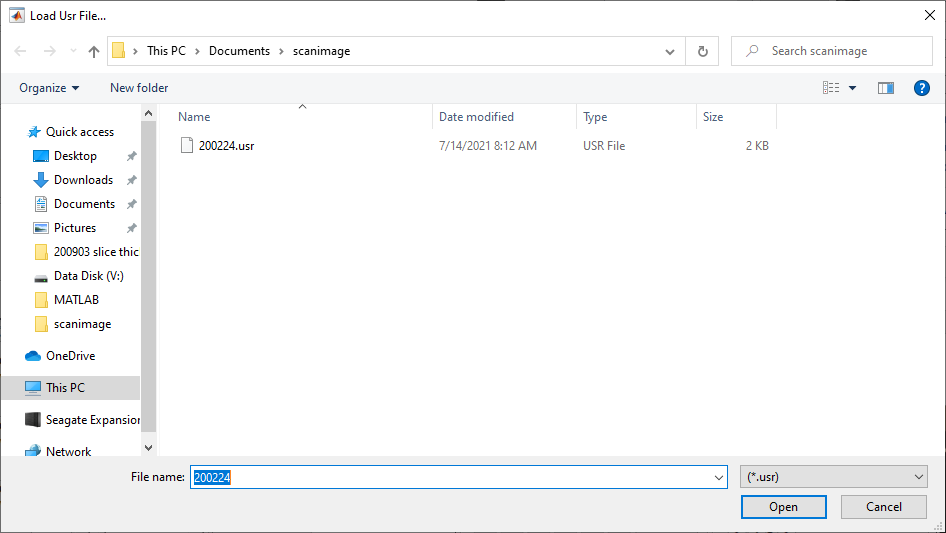 Load Usr File...
This PC > Documents > scanimage
Search scanimage
Organize
New folder
Name
Date modified
Type
Size
200224.usr
7/14/2021 8:12 AM
USR File
2 KB
Quick access
Desktop
Downloads
Documents
Pictures
200903 slice thic
Data Disk (V:)
MATLAB
scanimage
OneDrive
This PC
Seagate Expansion
Network
File name:
200224
(*.usr)
Open
Cancel